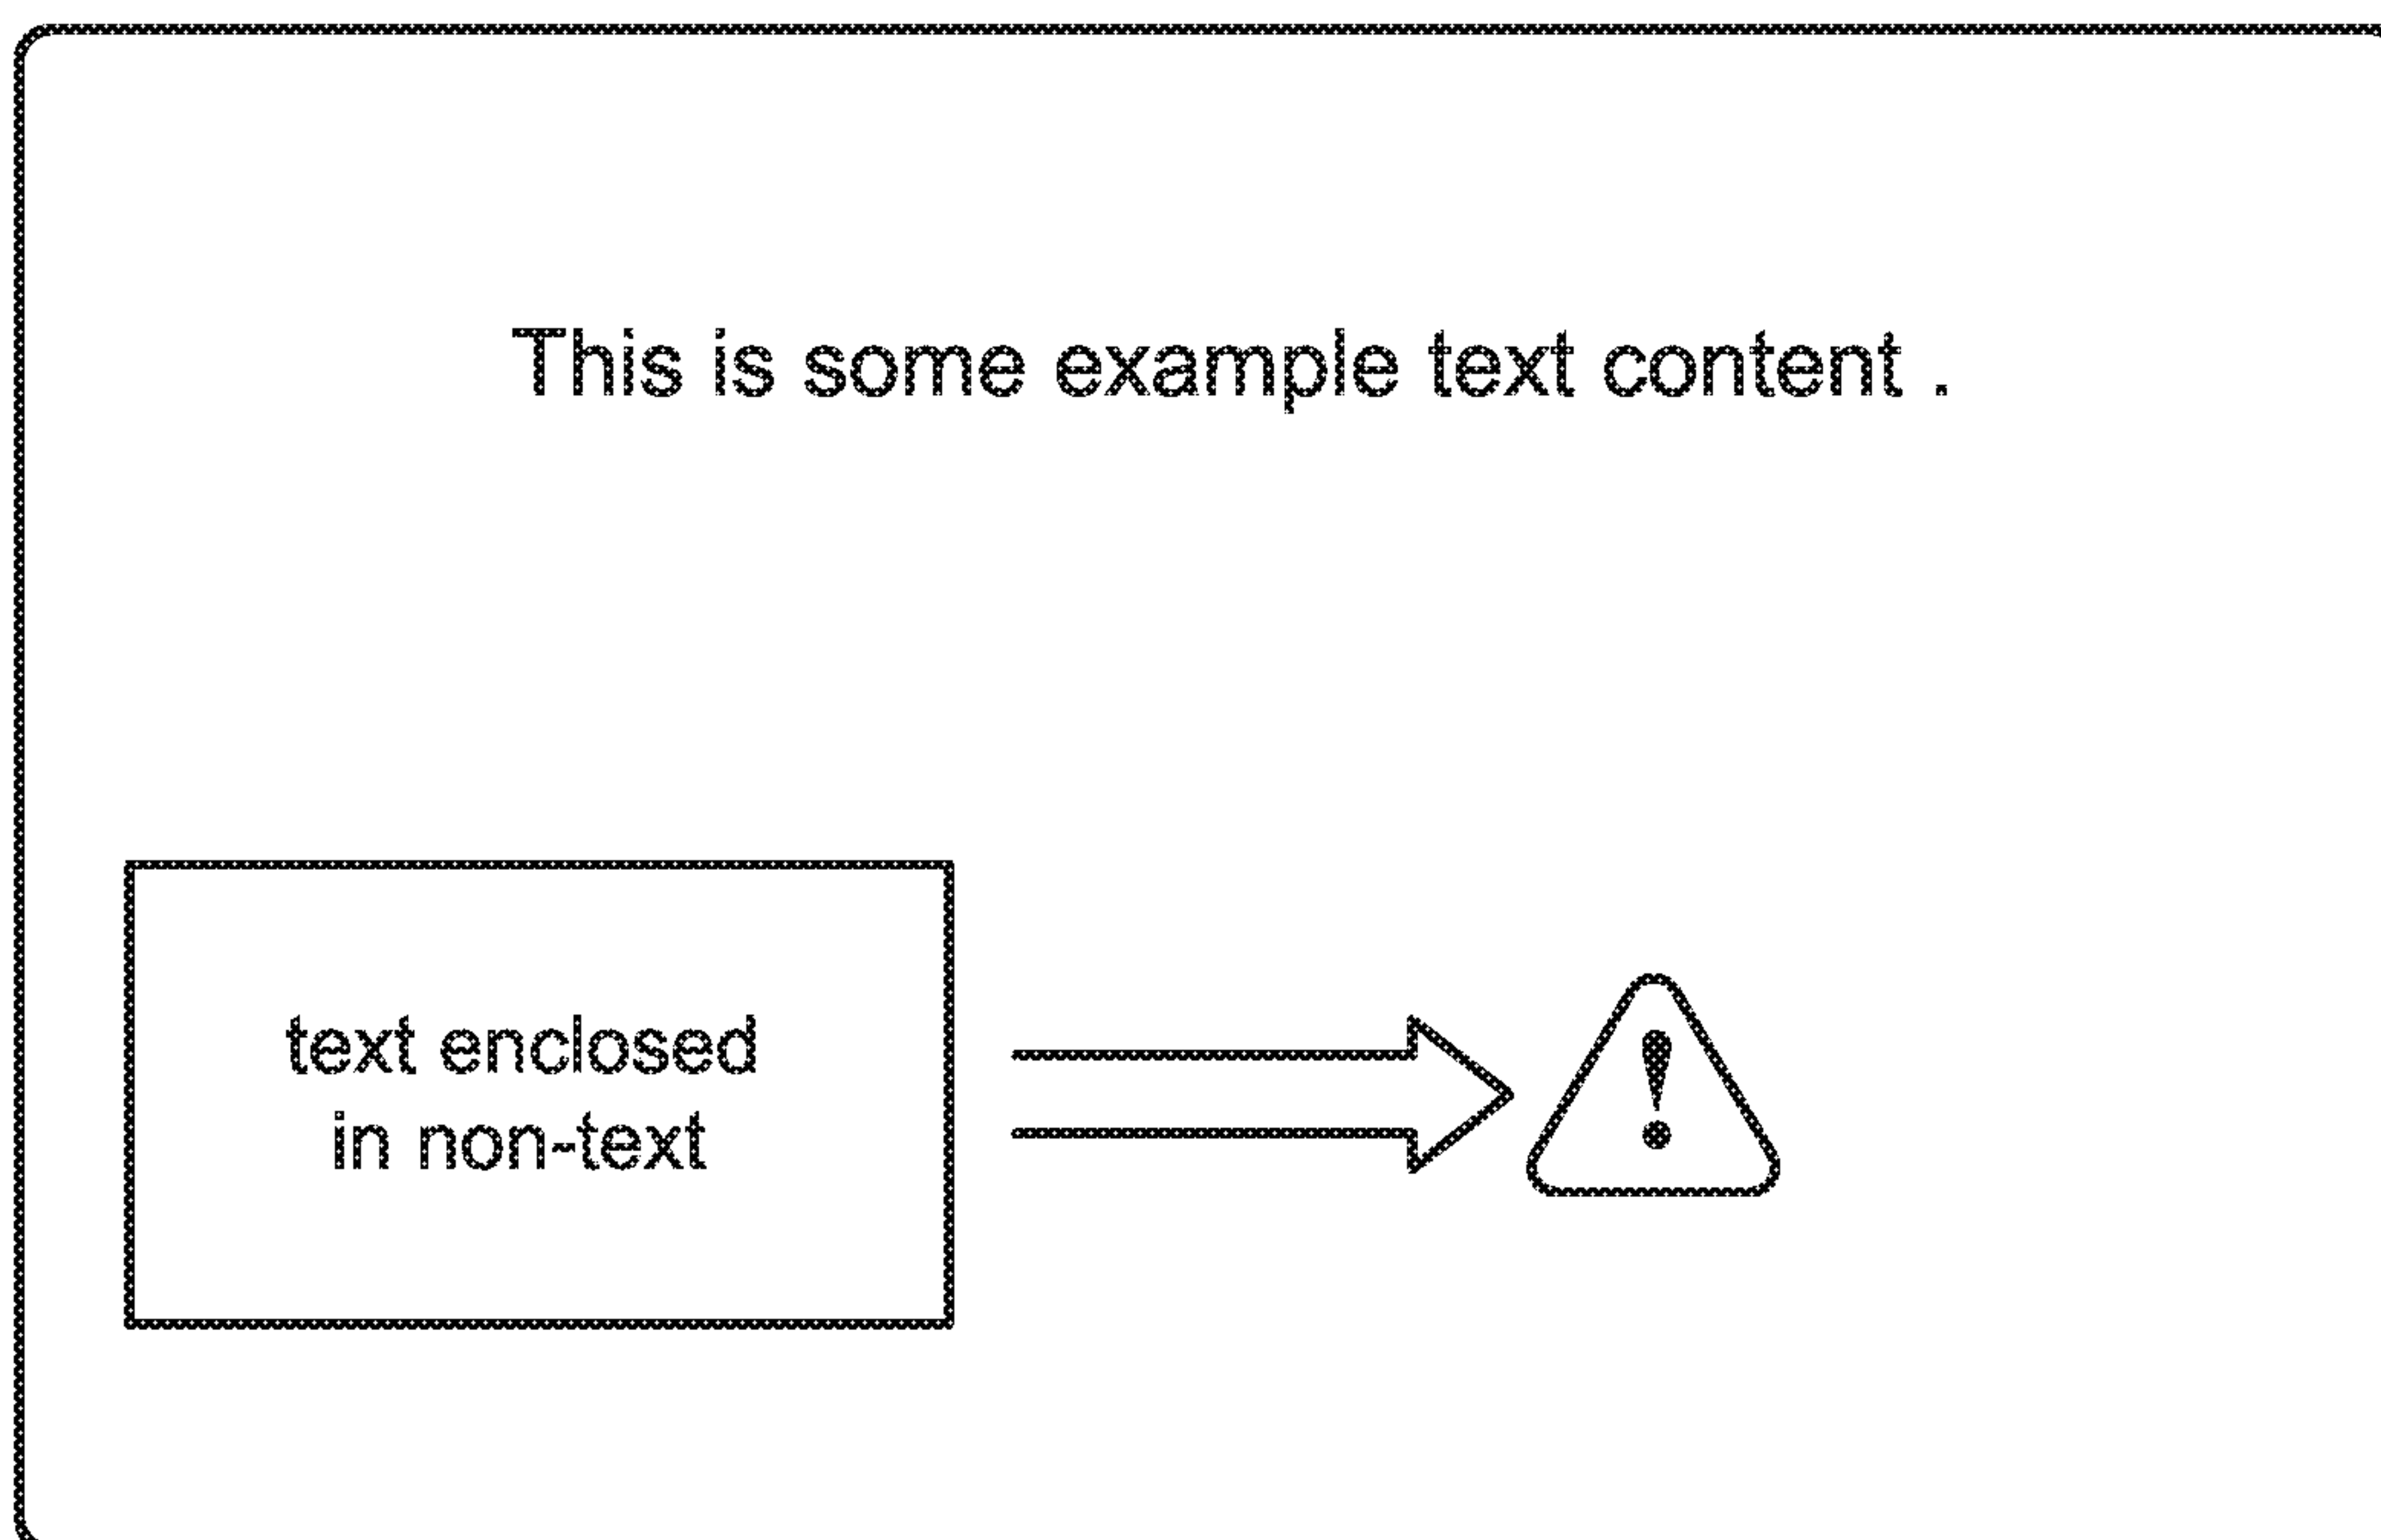 This is some example text content .
text enclosed
in non-text
!